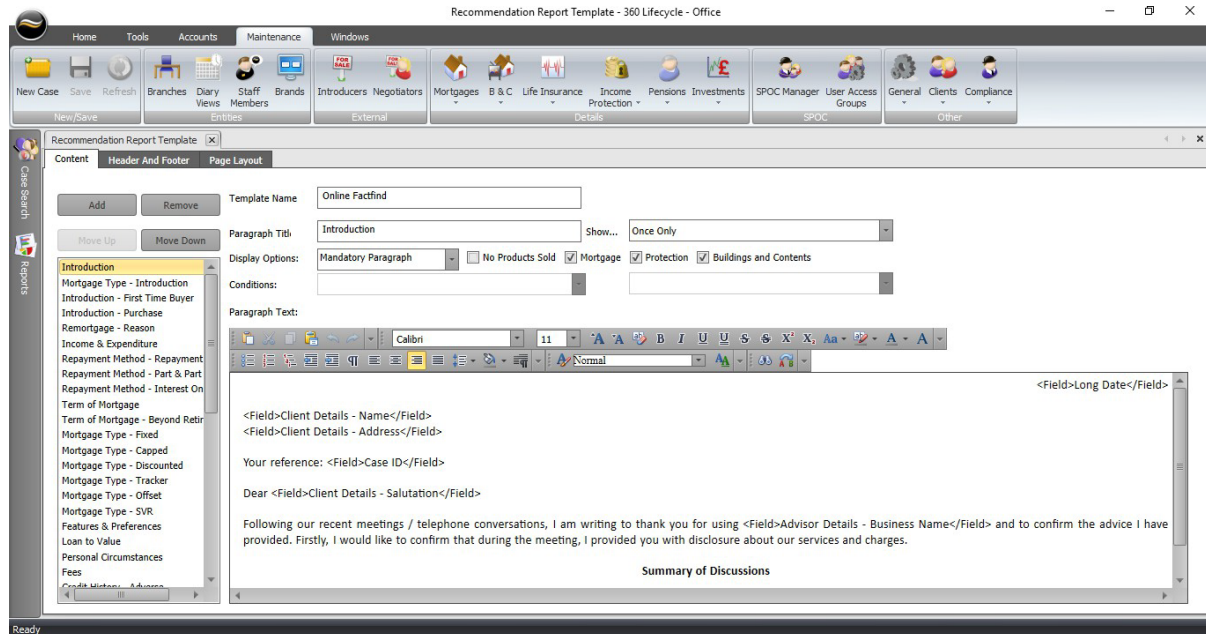 Recommendation Report Template - 360 Lifecycle - Office
Home Tools Accounts Maintenance Windows
New Case Save Refresh Branches Diary Views Staff Members Brands Introducers Negotiators Mortgages B & C Life Insurance Income Protection Pensions Investments SPOC Manager User Access Groups General Clients Compliance
New/Save Entities External Details SPOC Other
Case Search
Reports
Recommendation Report Template
Content Header And Footer Page Layout
Add Remove
Move Up Move Down
Template Name Online Factfind
Paragraph Title Introduction Show... Once Only
Display Options: Mandatory Paragraph No Products Sold Mortgage Protection Buildings and Contents
Conditions:
Paragraph Text:
Introduction
Mortgage Type - Introduction
Introduction - First Time Buyer
Introduction - Purchase
Remortgage - Reason
Income & Expenditure
Repayment Method - Repayment
Repayment Method - Part & Part
Repayment Method - Interest On
Term of Mortgage
Term of Mortgage - Beyond Retir
Mortgage Type - Fixed
Mortgage Type - Capped
Mortgage Type - Discounted
Mortgage Type - Tracker
Mortgage Type - Offset
Mortgage Type - SVR
Features & Preferences
Loan to Value
Personal Circumstances
Fees
Credit History - Adverse
Calibri 11 A A B I U U S S X² X₂ Aa A A
Normal
<Field>Long Date</Field>
<Field>Client Details - Name</Field>
<Field>Client Details - Address</Field>
Your reference: <Field>Case ID</Field>
Dear <Field>Client Details - Salutation</Field>
Following our recent meetings / telephone conversations, I am writing to thank you for using <Field>Advisor Details - Business Name</Field> and to confirm the advice I have
provided. Firstly, I would like to confirm that during the meeting, I provided you with disclosure about our services and charges.
Summary of Discussions
Ready